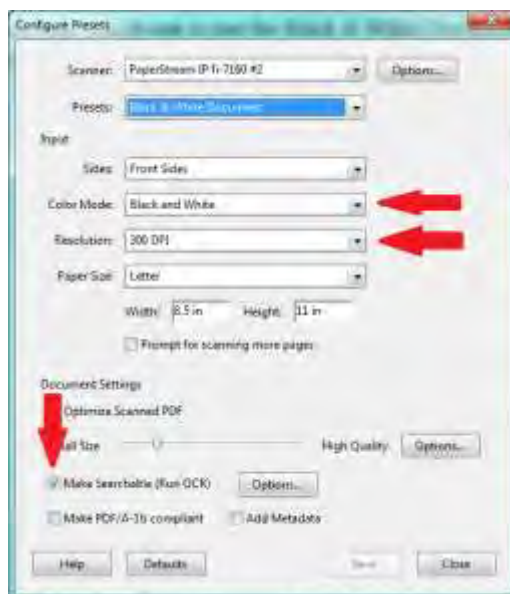 Configure Presets
Scanner: PaperStream IP fi-7160 #2 Options...
Presets: Black & White Document
Input
Sides: Front Sides
Color Mode: Black and White
Resolution: 300 DPI
Paper Size: Letter
Width: 8.5 in Height: 11 in
Prompt for scanning more pages
Document Settings
Optimize Scanned PDF
Size High Quality Options...
Make Searchable (Run OCR) Options...
Make PDF/A-1b compliant Add Metadata
Help Defaults Save Close